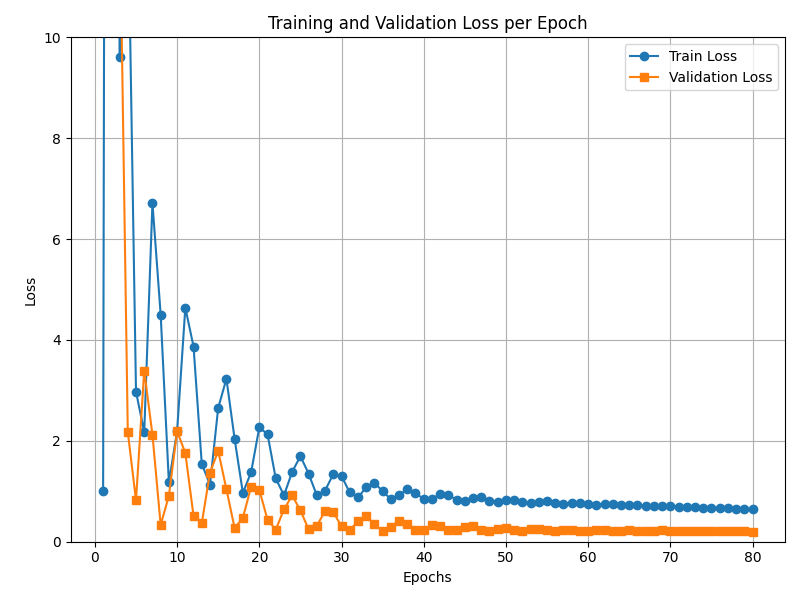 Training and Validation Loss per Epoch
Train Loss
Validation Loss
Loss
10
8
6
4
2
0
0 10 20 30 40 50 60 70 80
Epochs